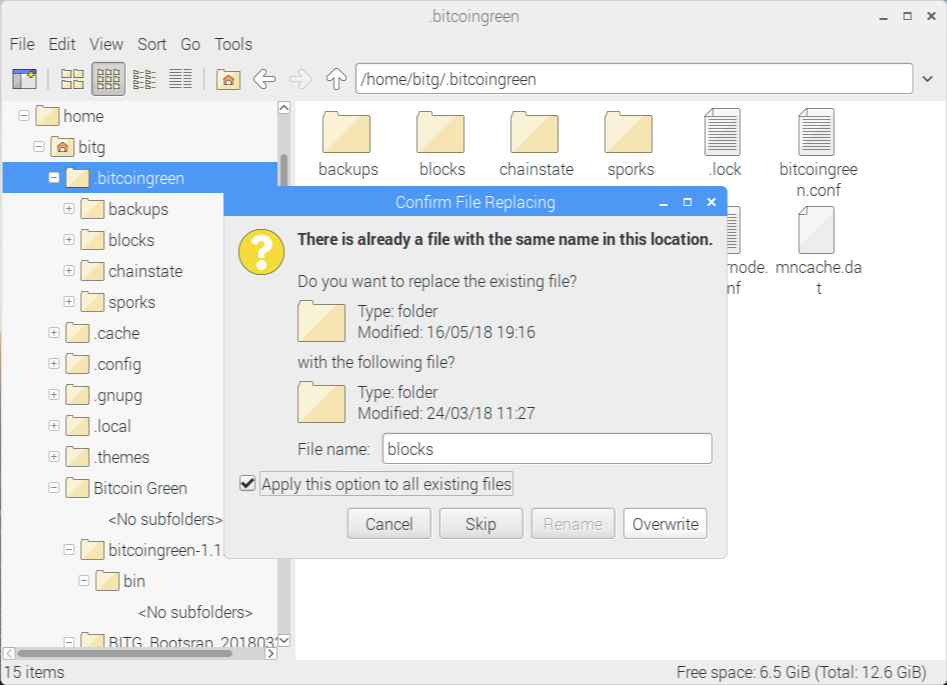 .bitcoingreen
File Edit View Sort Go Tools
/home/bitg/.bitcoingreen
home
bitg
.bitcoingreen
backups
blocks
chainstate
sporks
.cache
.config
.gnupg
.local
.themes
Bitcoin Green
<No subfolders>
bitcoingreen-1.1.
bin
<No subfolders>
BITG_Bootsrap_201803
backups
blocks
chainstate
sporks
.lock
bitcoingree
n.conf
rnode.
nf
mncache.da
t
Confirm File Replacing
There is already a file with the same name in this location.
Do you want to replace the existing file?
Type: folder
Modified: 16/05/18 19:16
with the following file?
Type: folder
Modified: 24/03/18 11:27
File name: blocks
Apply this option to all existing files
Cancel Skip Rename Overwrite
15 items
Free space: 6.5 GiB (Total: 12.6 GiB)